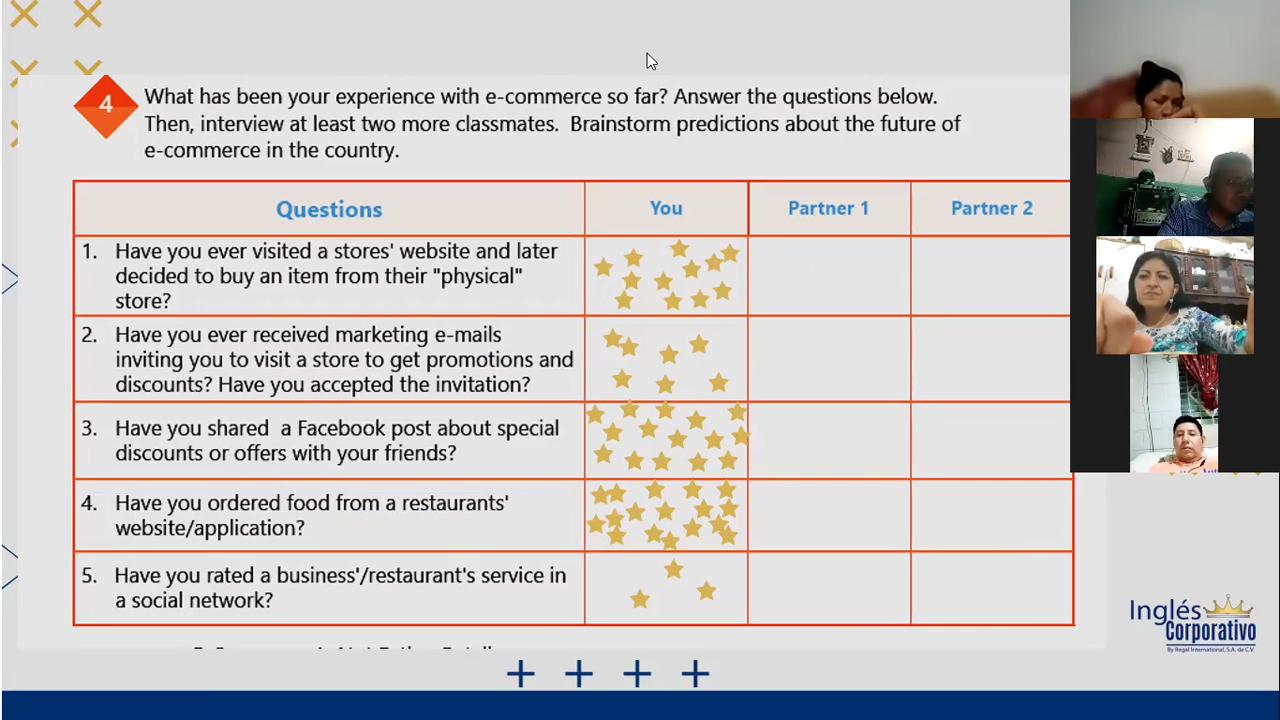 4
What has been your experience with e-commerce so far? Answer the questions below.
Then, interview at least two more classmates. Brainstorm predictions about the future of
e-commerce in the country.
Questions
You
Partner 1
Partner 2
1. Have you ever visited a stores' website and later
decided to buy an item from their "physical"
store?
2. Have you ever received marketing e-mails
inviting you to visit a store to get promotions and
discounts? Have you accepted the invitation?
3. Have you shared a Facebook post about special
discounts or offers with your friends?
4. Have you ordered food from a restaurants'
website/application?
5. Have you rated a business'/restaurant's service in
a social network?
Inglés
Corporativo
By Regal International, S.A. de C.V.